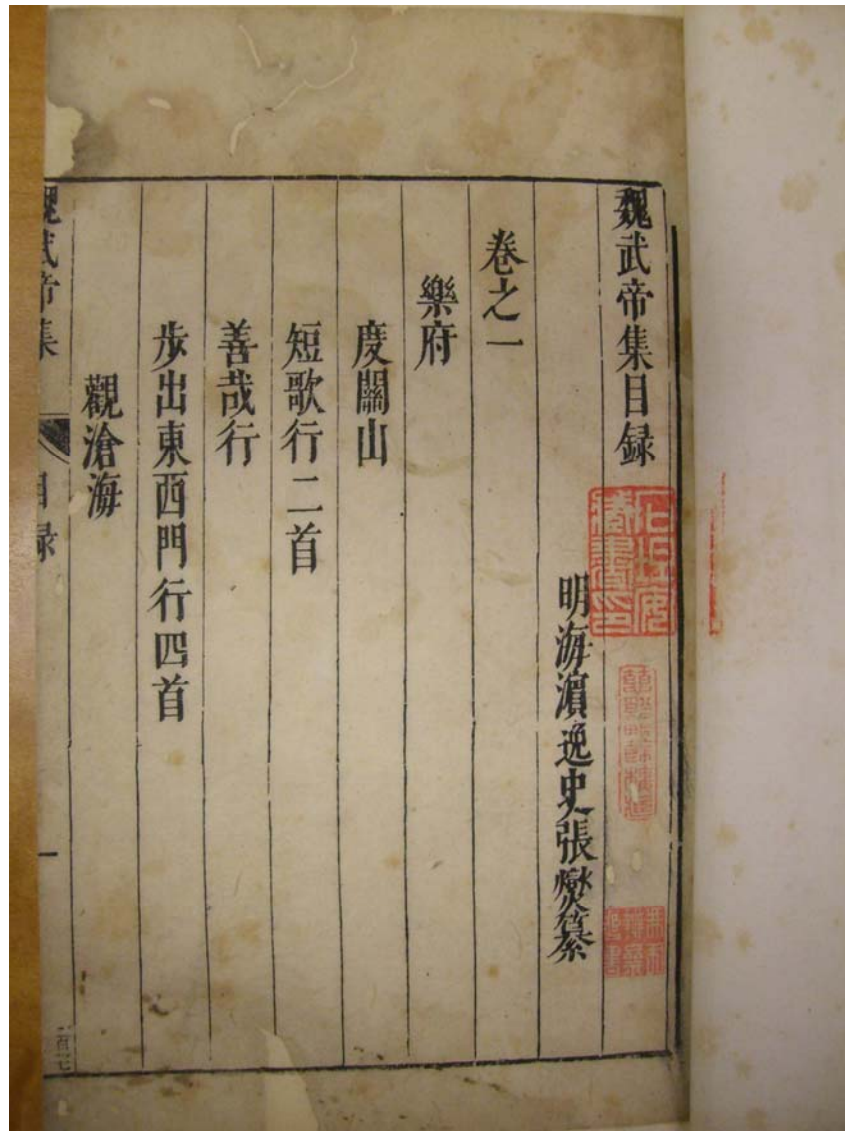 魏武帝集目録
明海濵逸史張燮纂
卷之一
樂府
度關山
短歌行二首
善哉行
步出東西門行四首
觀滄海
魏武帝集
目録
一